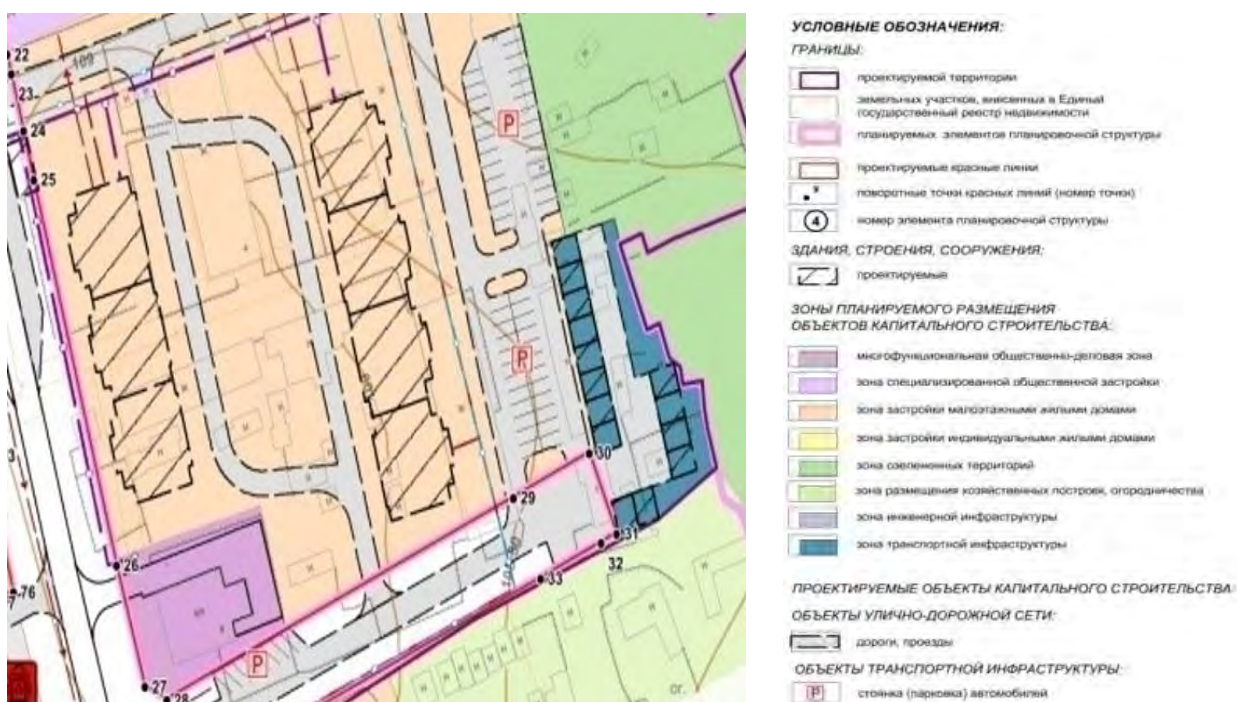 22
109
23
24
25
P
P
30
29
31
32
33
26
76
P
27
28
ог.
УСЛОВНЫЕ ОБОЗНАЧЕНИЯ:
ГРАНИЦЫ:
проектируемой территории
земельных участков, внесенных в Единый
государственный реестр недвижимости
планируемых элементов планировочной структуры
проектируемые красные линии
поворотные точки красных линий (номер точки)
4 номер элемента планировочной структуры
ЗДАНИЯ, СТРОЕНИЯ, СООРУЖЕНИЯ:
проектируемые
ЗОНЫ ПЛАНИРУЕМОГО РАЗМЕЩЕНИЯ
ОБЪЕКТОВ КАПИТАЛЬНОГО СТРОИТЕЛЬСТВА:
многофункциональная общественно-деловая зона
зона специализированной общественной застройки
зона застройки малоэтажными жилыми домами
зона застройки индивидуальными жилыми домами
зона озелененных территорий
зона размещения хозяйственных построек, огородничества
зона инженерной инфраструктуры
зона транспортной инфраструктуры
ПРОЕКТИРУЕМЫЕ ОБЪЕКТЫ КАПИТАЛЬНОГО СТРОИТЕЛЬСТВА
ОБЪЕКТЫ УЛИЧНО-ДОРОЖНОЙ СЕТИ:
дороги, проезды
ОБЪЕКТЫ ТРАНСПОРТНОЙ ИНФРАСТРУКТУРЫ:
P стоянка (парковка) автомобилей